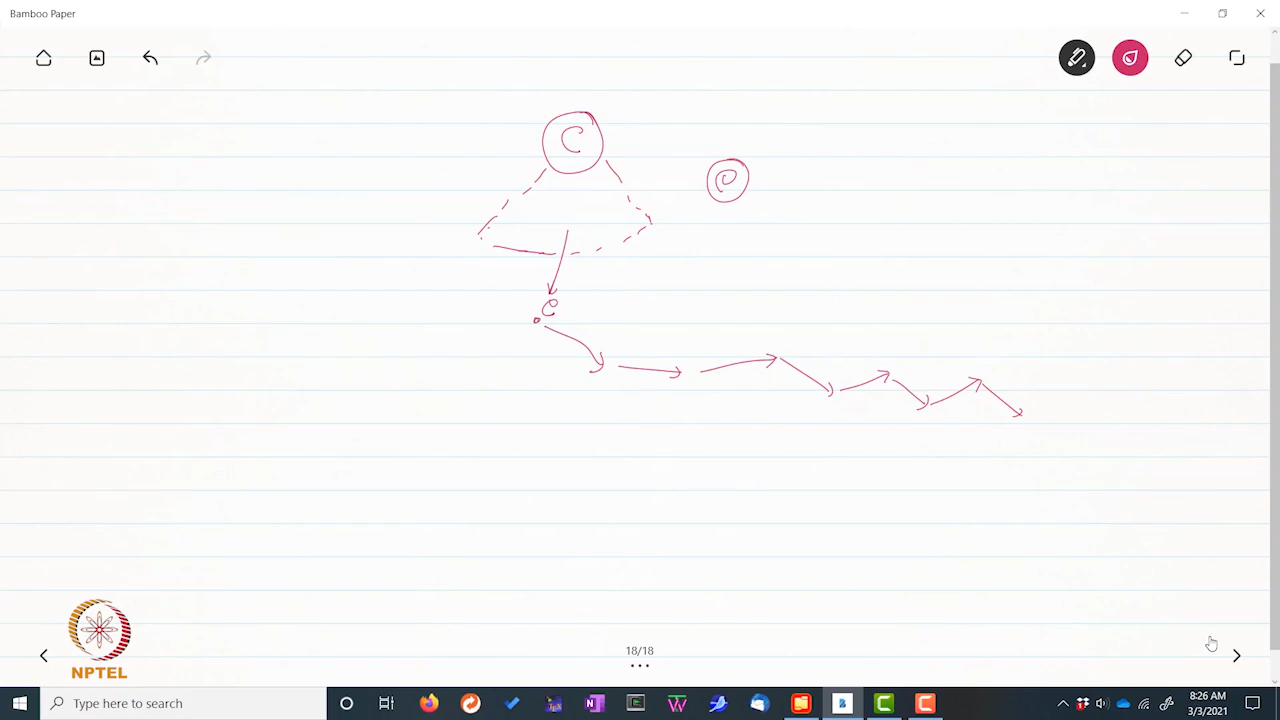 Bamboo Paper
C
P
e
18/18
NPTEL
Type here to search
8:26 AM
3/3/2021